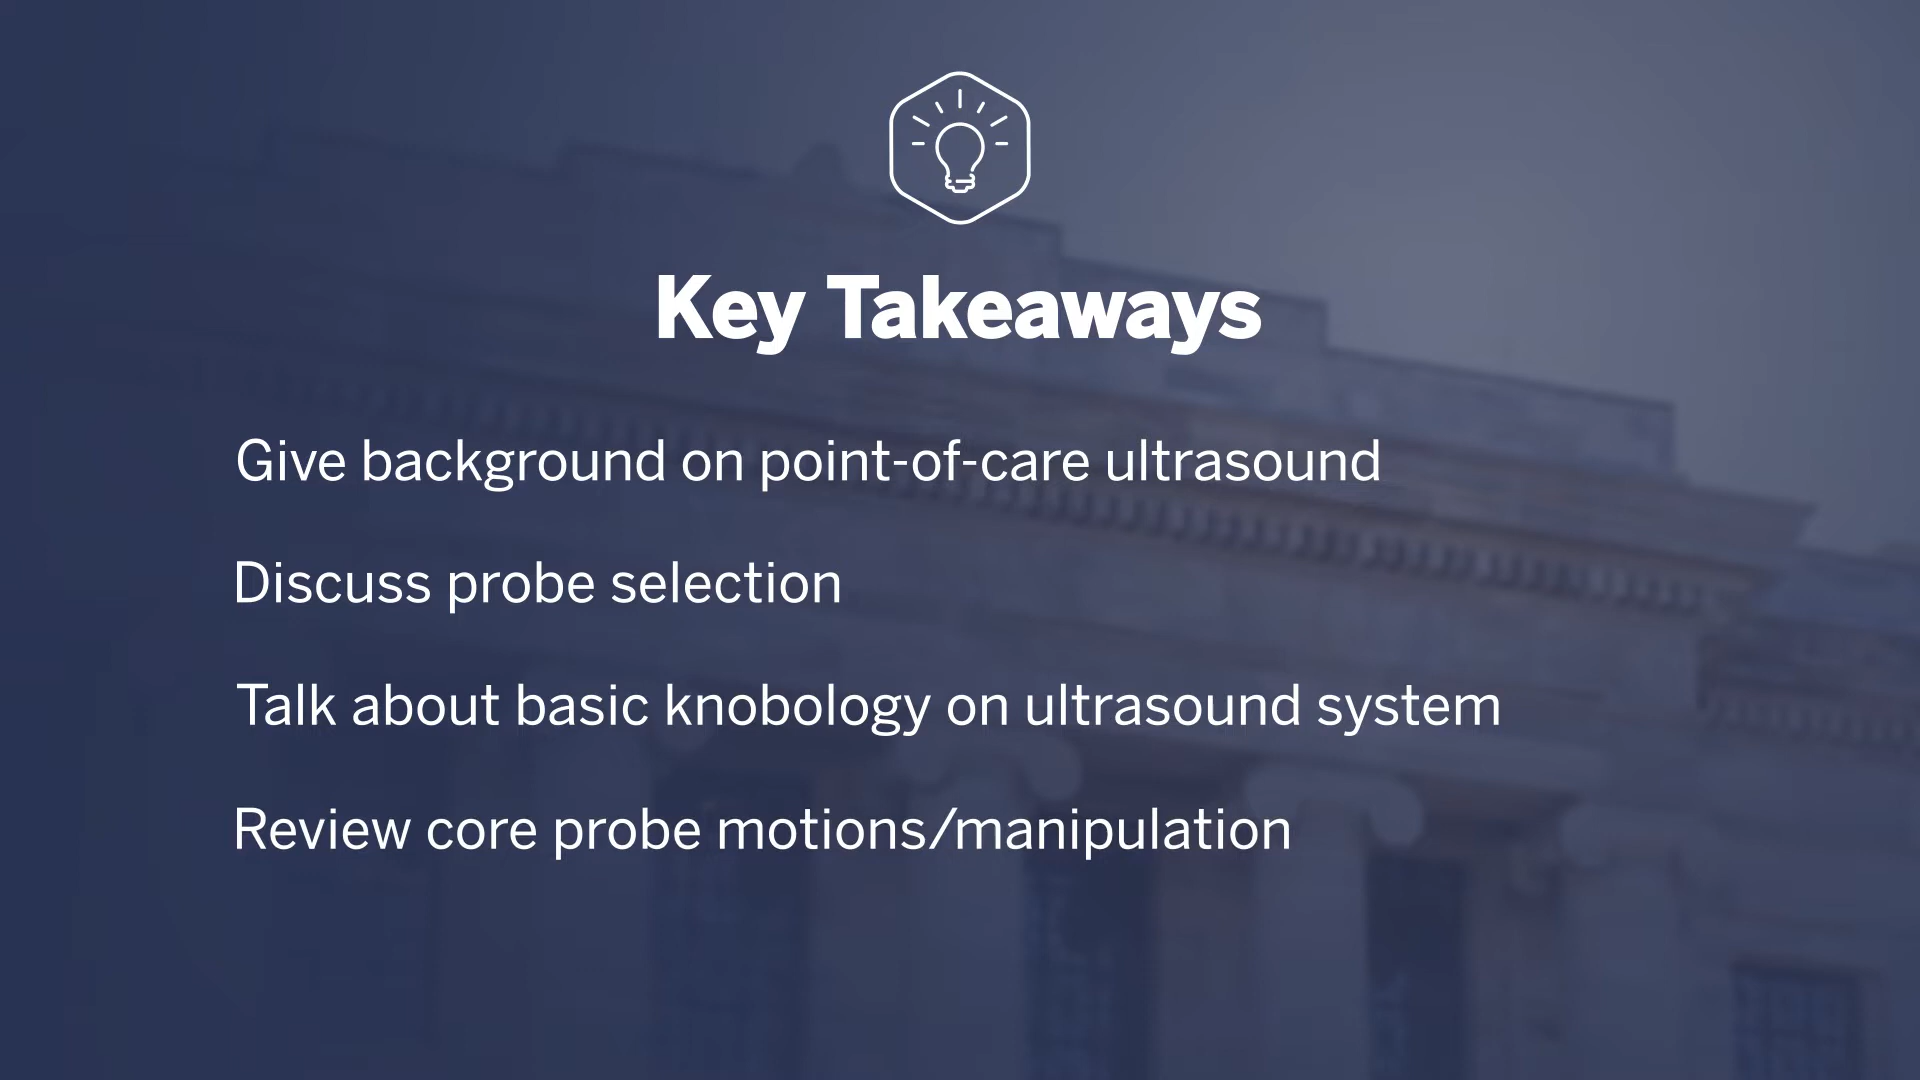 Key Takeaways
Give background on point-of-care ultrasound
Discuss probe selection
Talk about basic knobology on ultrasound system
Review core probe motions/manipulation